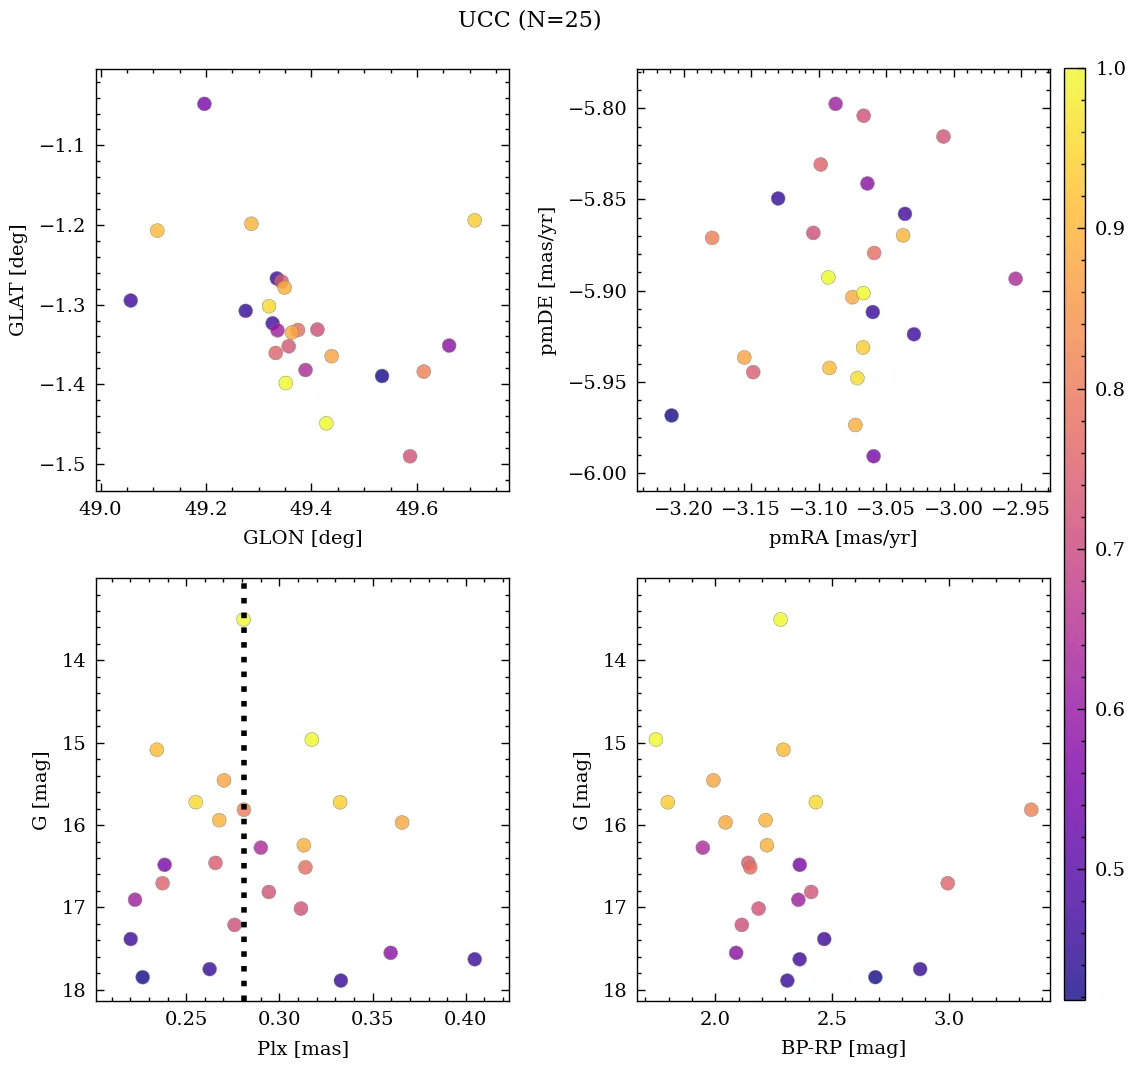 UCC (N=25)
−1.1
−1.2
−1.3
−1.4
−1.5
GLAT [deg]
49.0 49.2 49.4 49.6
GLON [deg]
−5.80
−5.85
−5.90
−5.95
−6.00
pmDE [mas/yr]
−3.20 −3.15 −3.10 −3.05 −3.00 −2.95
pmRA [mas/yr]
14
15
16
17
18
G [mag]
0.25 0.30 0.35 0.40
Plx [mas]
14
15
16
17
18
G [mag]
2.0 2.5 3.0
BP-RP [mag]
1.0
0.9
0.8
0.7
0.6
0.5